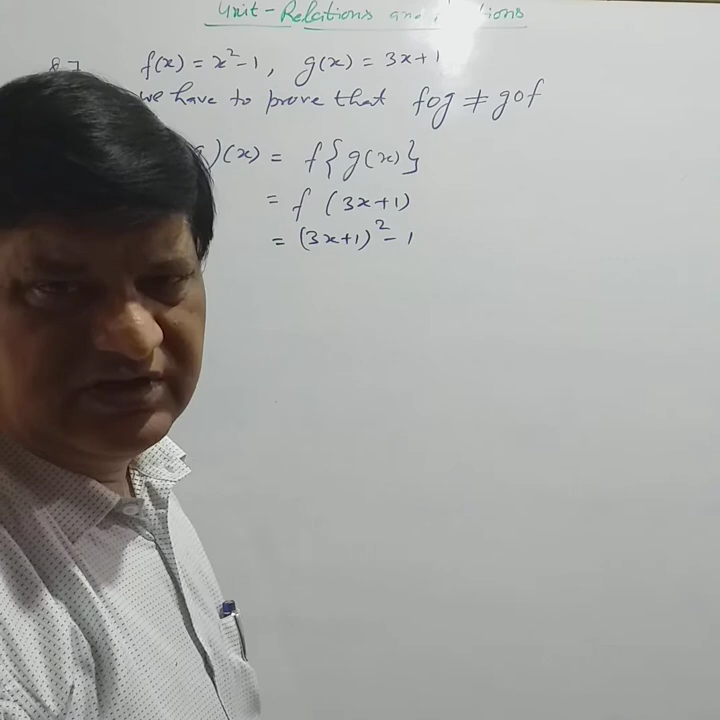 Unit - Relations and
87 f(x) = x² - 1, g(x) = 3x + 1
we have to prove that fog ≠ gof
)(x) = f{g(x)}
= f (3x + 1)
= (3x + 1)² - 1